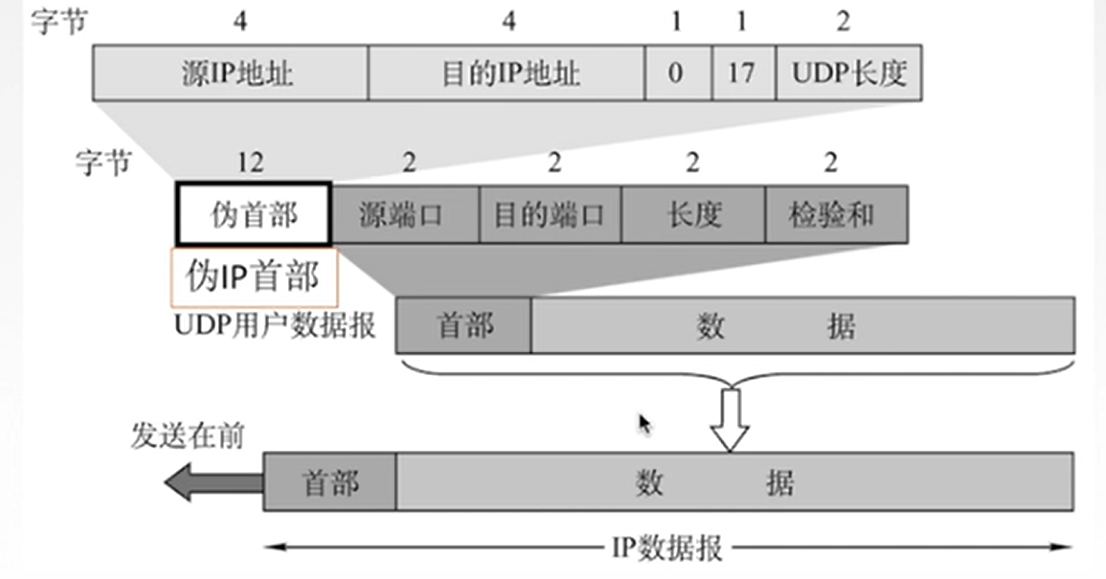 字节 4 4 1 1 2
源IP地址 目的IP地址 0 17 UDP长度
字节 12 2 2 2 2
伪首部 源端口 目的端口 长度 检验和
伪IP首部
UDP用户数据报 首部 数 据
发送在前
首部 数 据
IP数据报